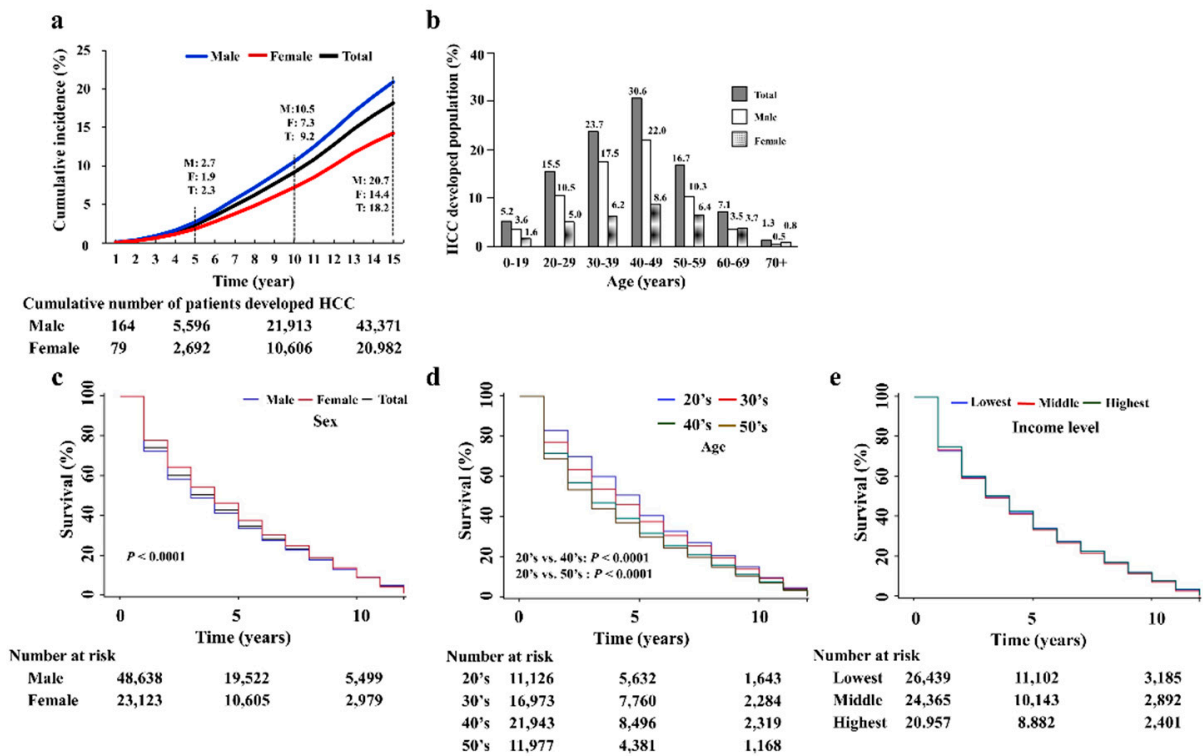 a
Cumulative incidence (%)
25
20
15
10
5
0
Male Female Total
M: 2.7
F: 1.9
T: 2.3
M:10.5
F: 7.3
T: 9.2
M: 20.7
F: 14.4
T: 18.2
1 2 3 4 5 6 7 8 9 10 11 12 13 14 15
Time (year)
Cumulative number of patients developed HCC
Male 164 5,596 21,913 43,371
Female 79 2,692 10,606 20.982
b
HCC developed population (%)
40
30
20
10
0
Total
Male
Female
5.2 3.6 1.6
15.5 10.5 5.0
23.7 17.5 6.2
30.6 22.0 8.6
16.7 10.3 6.4
7.1 3.5 3.7
1.3 0.5 0.8
0-19 20-29 30-39 40-49 50-59 60-69 70+
Age (years)
c
Survival (%)
100
80
60
40
20
0
Male Female Total
Sex
P < 0.0001
0 5 10
Time (years)
Number at risk
Male 48,638 19,522 5,499
Female 23,123 10,605 2,979
d
Survival (%)
100
80
60
40
20
0
20's 30's
40's 50's
Age
20's vs. 40's: P < 0.0001
20's vs. 50's : P < 0.0001
0 5 10
Time (years)
Number at risk
20's 11,126 5,632 1,643
30's 16,973 7,760 2,284
40's 21,943 8,496 2,319
50's 11,977 4,381 1,168
e
Survival (%)
100
80
60
40
20
0
Lowest Middle Highest
Income level
0 5 10
Time (years)
Number at risk
Lowest 26,439 11,102 3,185
Middle 24,365 10,143 2,892
Highest 20.957 8.882 2,401